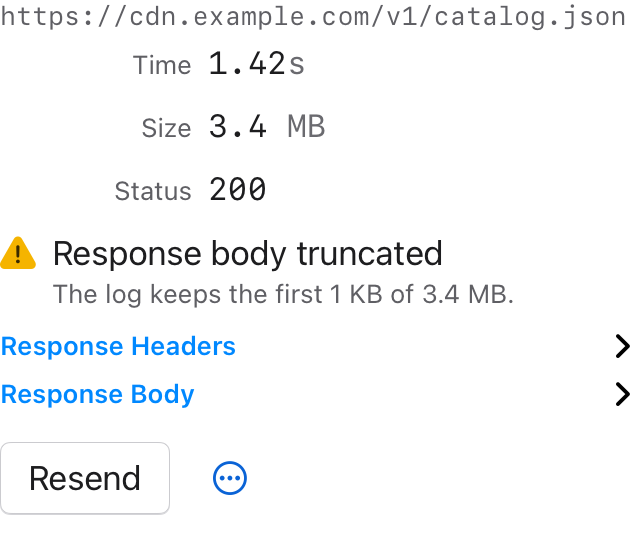 https://cdn.example.com/v1/catalog.json
Time 1.42s
Size 3.4 MB
Status 200
Response body truncated
The log keeps the first 1 KB of 3.4 MB.
Response Headers
Response Body
Resend